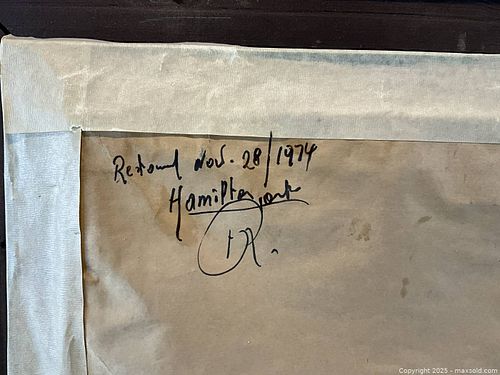 Nov. 28/1974
Hamilton, ont
Copyright 2025 - maxsold.com